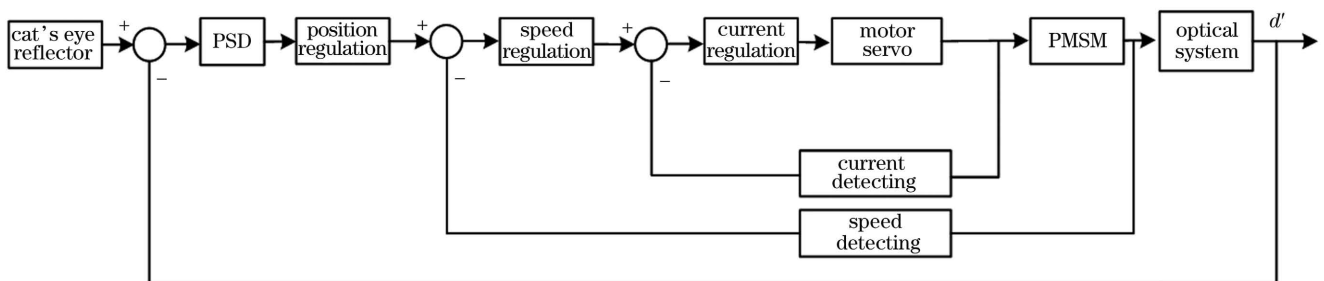 cat's eye
reflector
+
−
PSD
position
regulation
+
−
speed
regulation
+
−
current
regulation
motor
servo
PMSM
optical
system
d′
current
detecting
speed
detecting